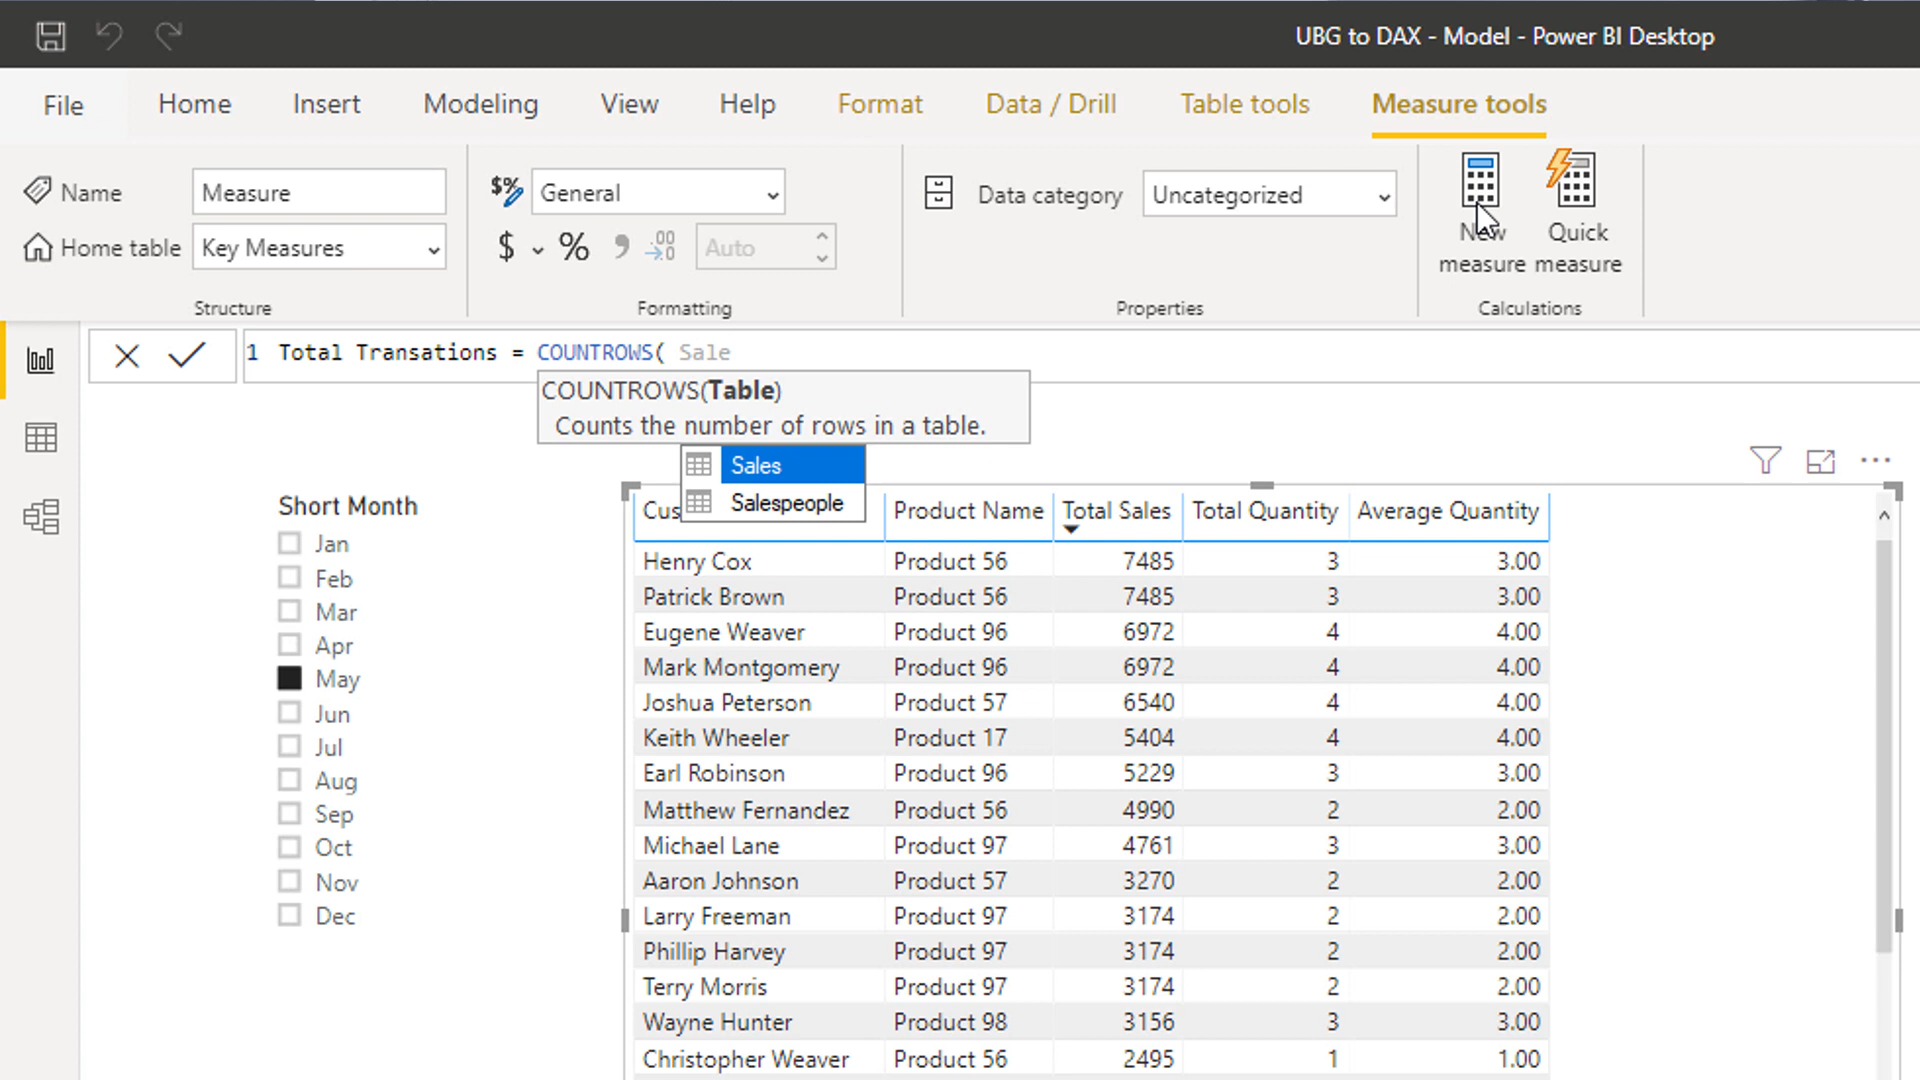 UBG to DAX - Model - Power BI Desktop
File Home Insert Modeling View Help Format Data / Drill Table tools Measure tools
Name Measure
Home table Key Measures
Structure
$% General
$ % , .00 →.0 Auto
Formatting
Data category Uncategorized
Properties
New measure
Quick measure
Calculations
1 Total Transations = COUNTROWS( Sale
COUNTROWS(Table)
Counts the number of rows in a table.
Sales
Salespeople
Short Month
Jan
Feb
Mar
Apr
May
Jun
Jul
Aug
Sep
Oct
Nov
Dec
Cus Product Name Total Sales Total Quantity Average Quantity
Henry Cox Product 56 7485 3 3.00
Patrick Brown Product 56 7485 3 3.00
Eugene Weaver Product 96 6972 4 4.00
Mark Montgomery Product 96 6972 4 4.00
Joshua Peterson Product 57 6540 4 4.00
Keith Wheeler Product 17 5404 4 4.00
Earl Robinson Product 96 5229 3 3.00
Matthew Fernandez Product 56 4990 2 2.00
Michael Lane Product 97 4761 3 3.00
Aaron Johnson Product 57 3270 2 2.00
Larry Freeman Product 97 3174 2 2.00
Phillip Harvey Product 97 3174 2 2.00
Terry Morris Product 97 3174 2 2.00
Wayne Hunter Product 98 3156 3 3.00
Christopher Weaver Product 56 2495 1 1.00